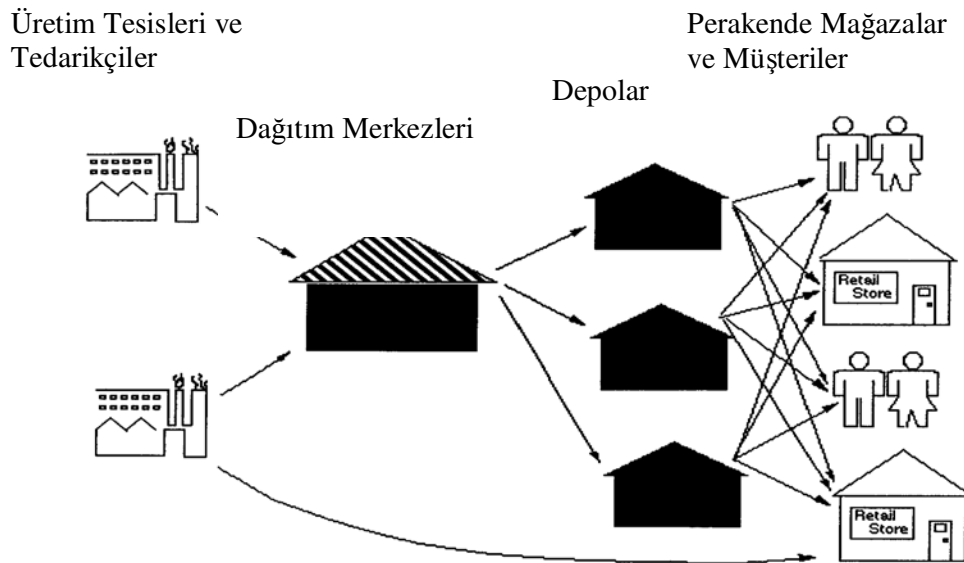 Üretim Tesisleri ve
Tedarikçiler
Dağıtım Merkezleri
Depolar
Perakende Mağazalar
ve Müşteriler
Retail
Store
Retail
Store